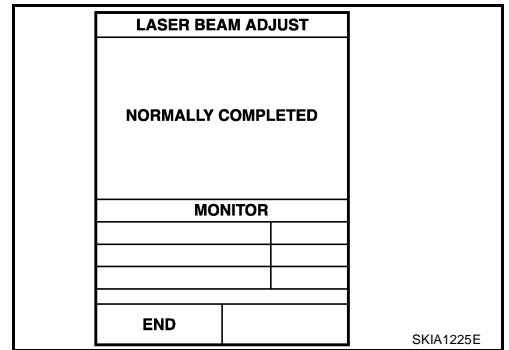 LASER BEAM ADJUST
NORMALLY COMPLETED
MONITOR
END
SKIA1225E